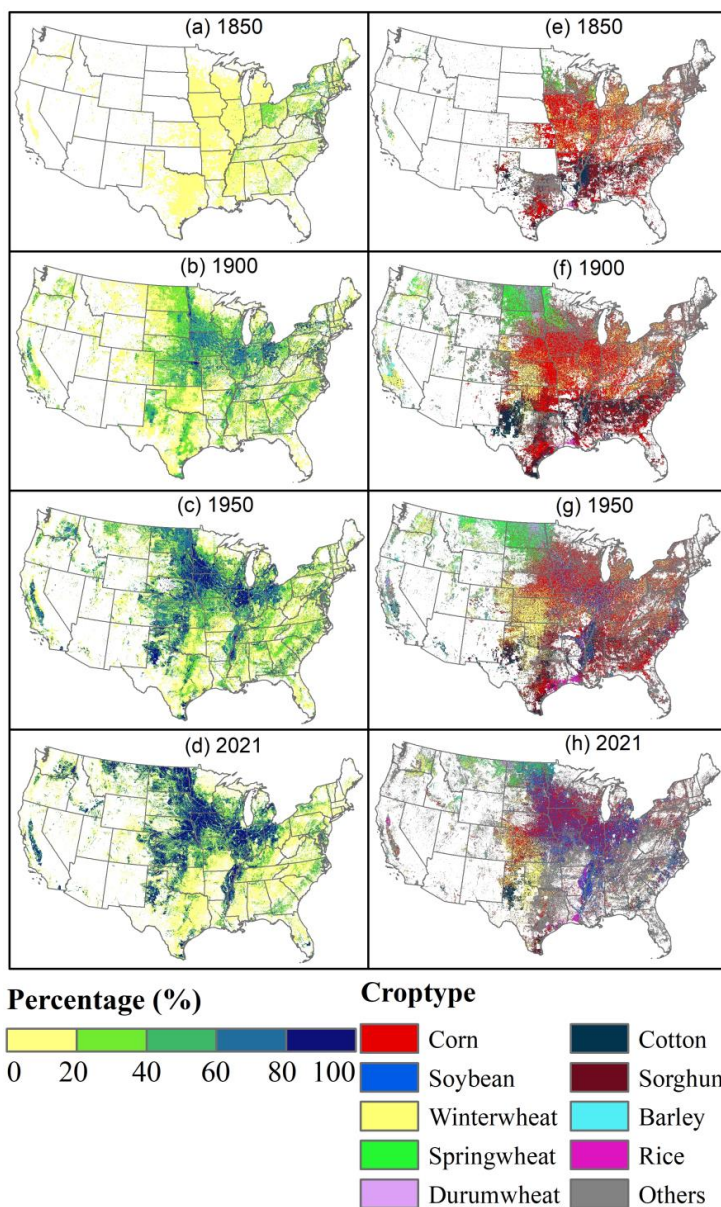 (a) 1850
(e) 1850
(b) 1900
(f) 1900
(c) 1950
(g) 1950
(d) 2021
(h) 2021
Percentage (%)
0 20 40 60 80 100
Croptype
Corn
Cotton
Soybean
Sorghun
Winterwheat
Barley
Springwheat
Rice
Durumwheat
Others